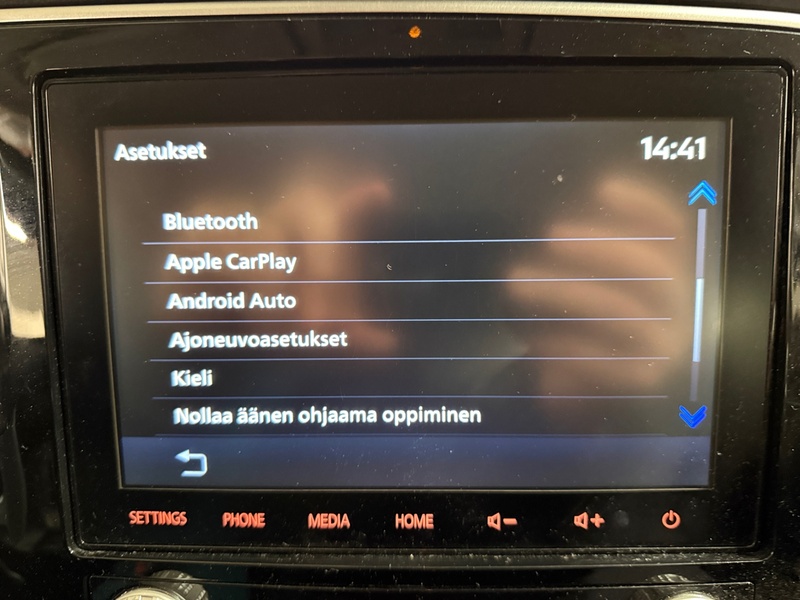 Asetukset 14:41
Bluetooth
Apple CarPlay
Android Auto
Ajoneuvoasetukset
Kieli
Nollaa äänen ohjaama oppiminen
SETTINGS PHONE MEDIA HOME